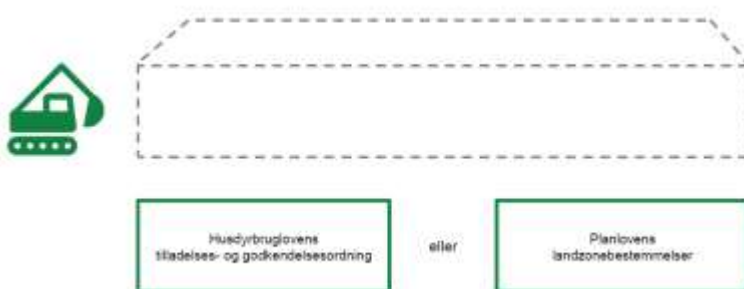 Husdyrbruglovens
tilladelses- og godkendelsesordning
eller
Planlovens
landzonebestemmelser